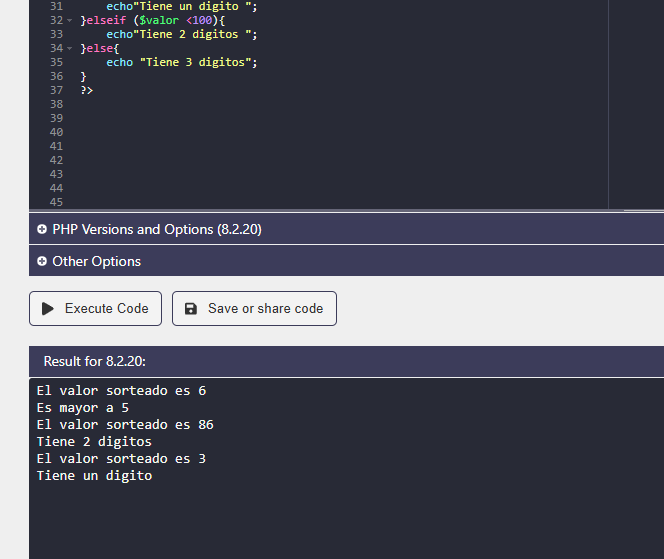 31 echo"Tiene un digito ";
32 }elseif ($valor <100){
33 echo"Tiene 2 digitos ";
34 }else{
35 echo "Tiene 3 digitos";
36 }
37 ?>
38
39
40
41
42
43
44
45
PHP Versions and Options (8.2.20)
Other Options
Execute Code Save or share code
Result for 8.2.20:
El valor sorteado es 6
Es mayor a 5
El valor sorteado es 86
Tiene 2 digitos
El valor sorteado es 3
Tiene un digito